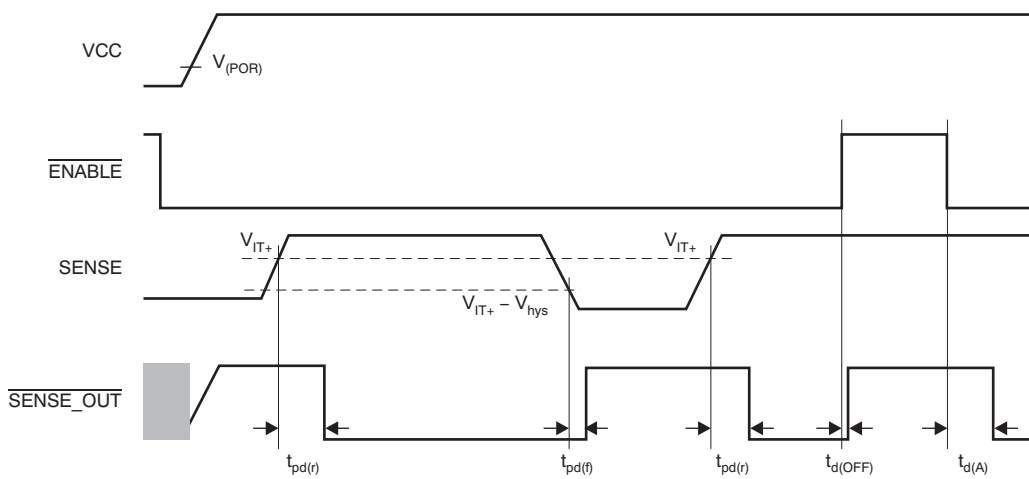 VCC
V(POR)
ENABLE
VIT+
VIT+
SENSE
VIT+ – Vhys
SENSE_OUT
tpd(r)
tpd(f)
tpd(r)
td(OFF)
td(A)